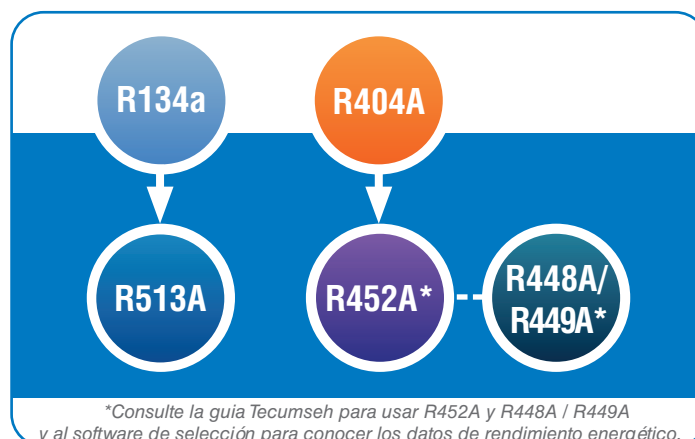 R134a
R404A
R513A
R452A*
R448A/
R449A*
*Consulte la guia Tecumseh para usar R452A y R448A / R449A
y al software de selección para conocer los datos de rendimiento energético.